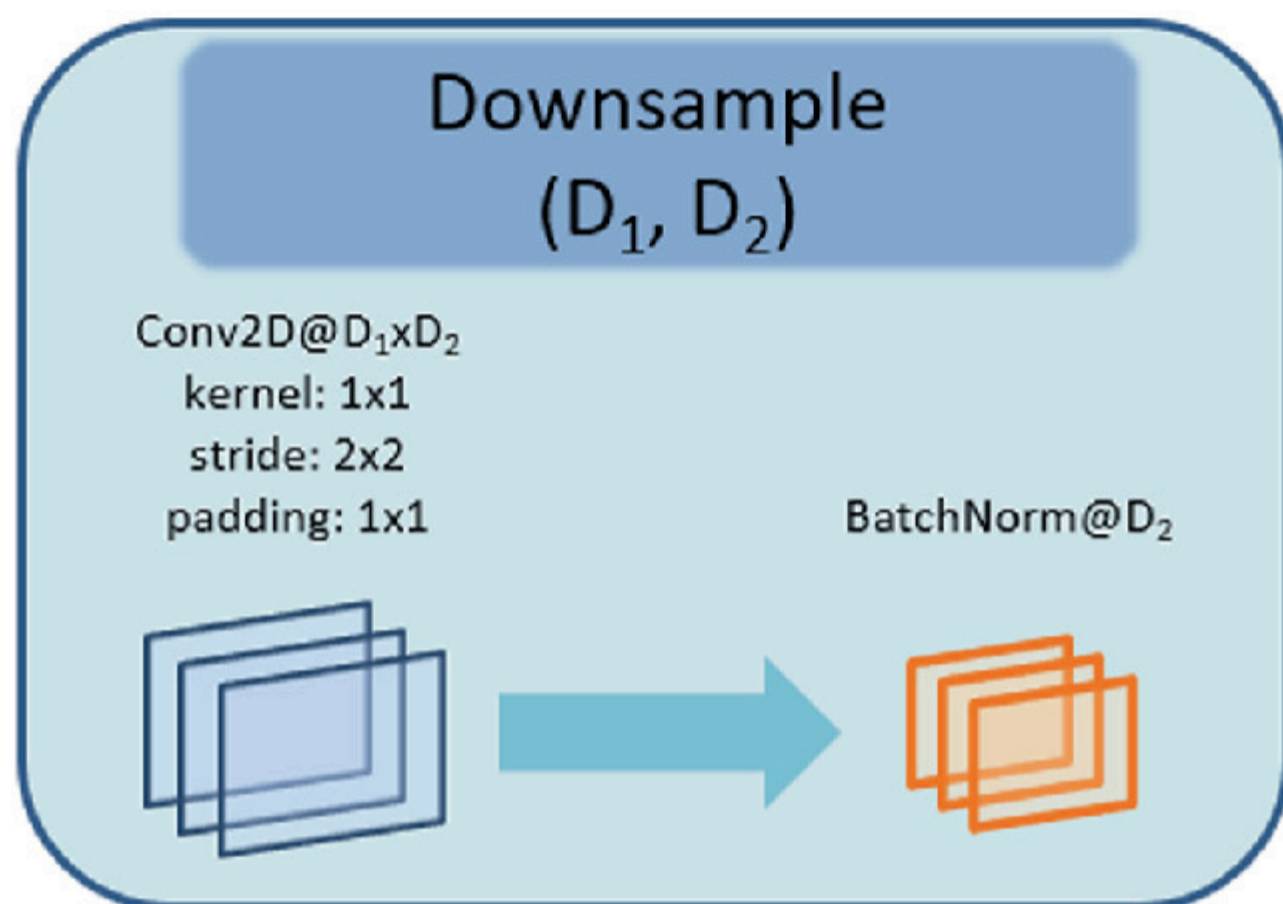 Downsample
(D₁, D₂)
Conv2D@D₁xD₂
kernel: 1x1
stride: 2x2
padding: 1x1
BatchNorm@D₂